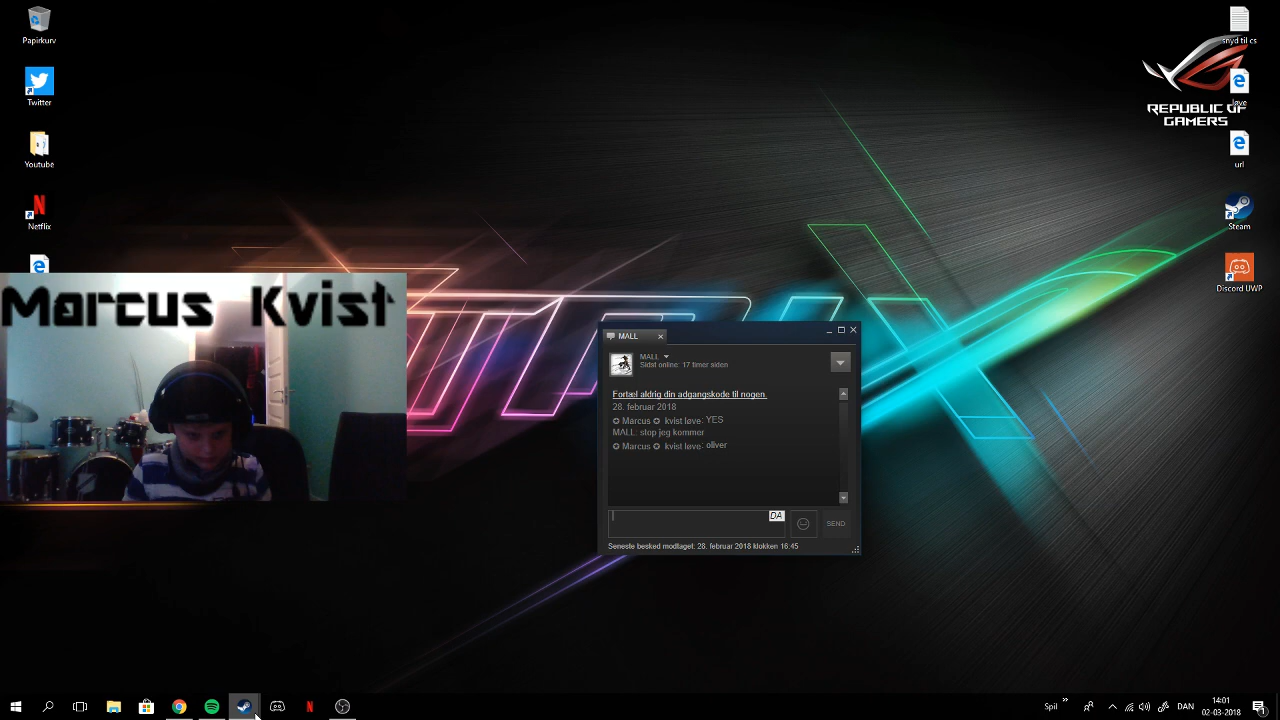 Papirkurv
Twitter
Youtube
Netflix
Marcus Kvist
snyd til cs
løve
REPUBLIC OF
GAMERS
url
Steam
Discord UWP
MALL
MALL
Sidst online: 17 timer siden
Fortæl aldrig din adgangskode til nogen.
28. februar 2018
✪ Marcus ✪ kvist løve: YES
MALL: stop jeg kommer
✪ Marcus ✪ kvist løve: oliver
DA
SEND
Seneste besked modtaget: 28. februar 2018 klokken 16:45
Spil
DAN
14:01
02-03-2018
1